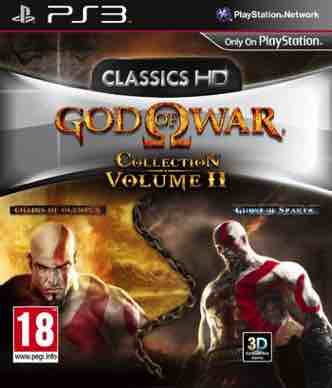 PS3
PlayStation®Network
Only On PlayStation®
CLASSICS HD
GOD OF WAR®
COLLECTION
VOLUME II
CHAINS OF OLYMPUS
GHOST OF SPARTA
18
www.pegi.info
3D